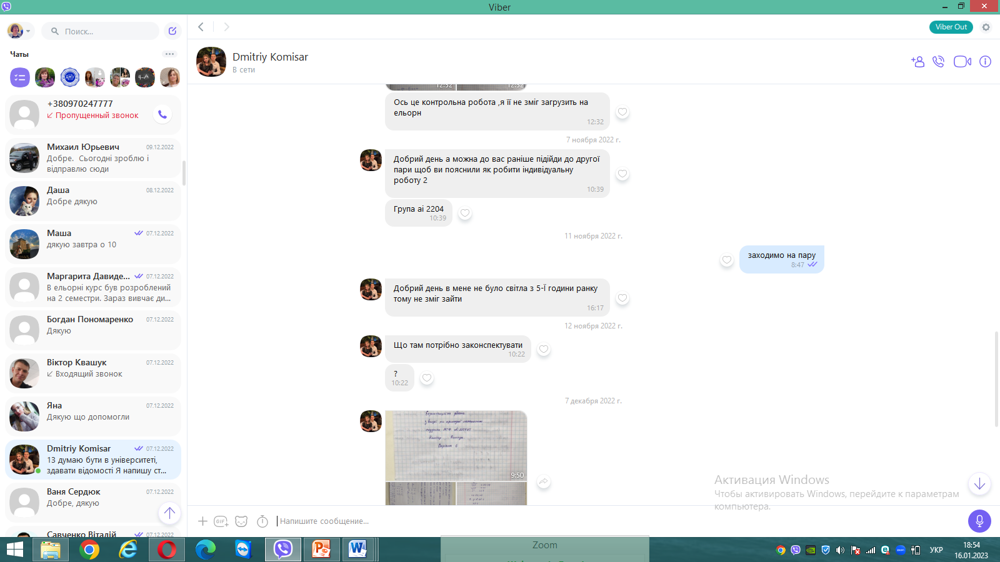 Viber
Поиск...
Чаты
+380970247777
Пропущенный звонок
Михаил Юрьевич 09.12.2022
Добре. Сьогодні зроблю і
відправлю сюди
Даша 08.12.2022
Добре дякую
Маша 07.12.2022
дякую завтра о 10
Маргарита Давиде... 07.12.2022
В ельорні курс був розроблений
на 2 семестри. Зараз вивчає ди...
Богдан Пономаренко 07.12.2022
Дякую
Віктор Квашук 07.12.2022
Входящий звонок
Яна 07.12.2022
Дякую що допомогли
Dmitriy Komisar 07.12.2022
13 думаю бути в університеті,
здавати відомості Я напишу ст...
Ваня Сердюк 07.12.2022
Добре, дякую
Савченко Віталій 07.12.2022
Viber Out
Dmitriy Komisar
В сети
12:32 12:32
Ось це контрольна робота ,я її не зміг загрузить на
ельорн
12:32
7 ноября 2022 г.
Добрий день а можна до вас раніше підійди до другої
пари щоб ви пояснили як робити індивідуальну
роботу 2
10:39
Група аі 2204
10:39
11 ноября 2022 г.
заходимо на пару
8:47
Добрий день в мене не було світла з 5-Ї години ранку
тому не зміг зайти
16:17
12 ноября 2022 г.
Що там потрібно законспектувати
10:22
?
10:22
7 декабря 2022 г.
9:50
Активация Windows
Чтобы активировать Windows, перейдите к параметрам
компьютера.
GIF
Напишите сообщение...
Zoom
УКР
18:54
16.01.2023